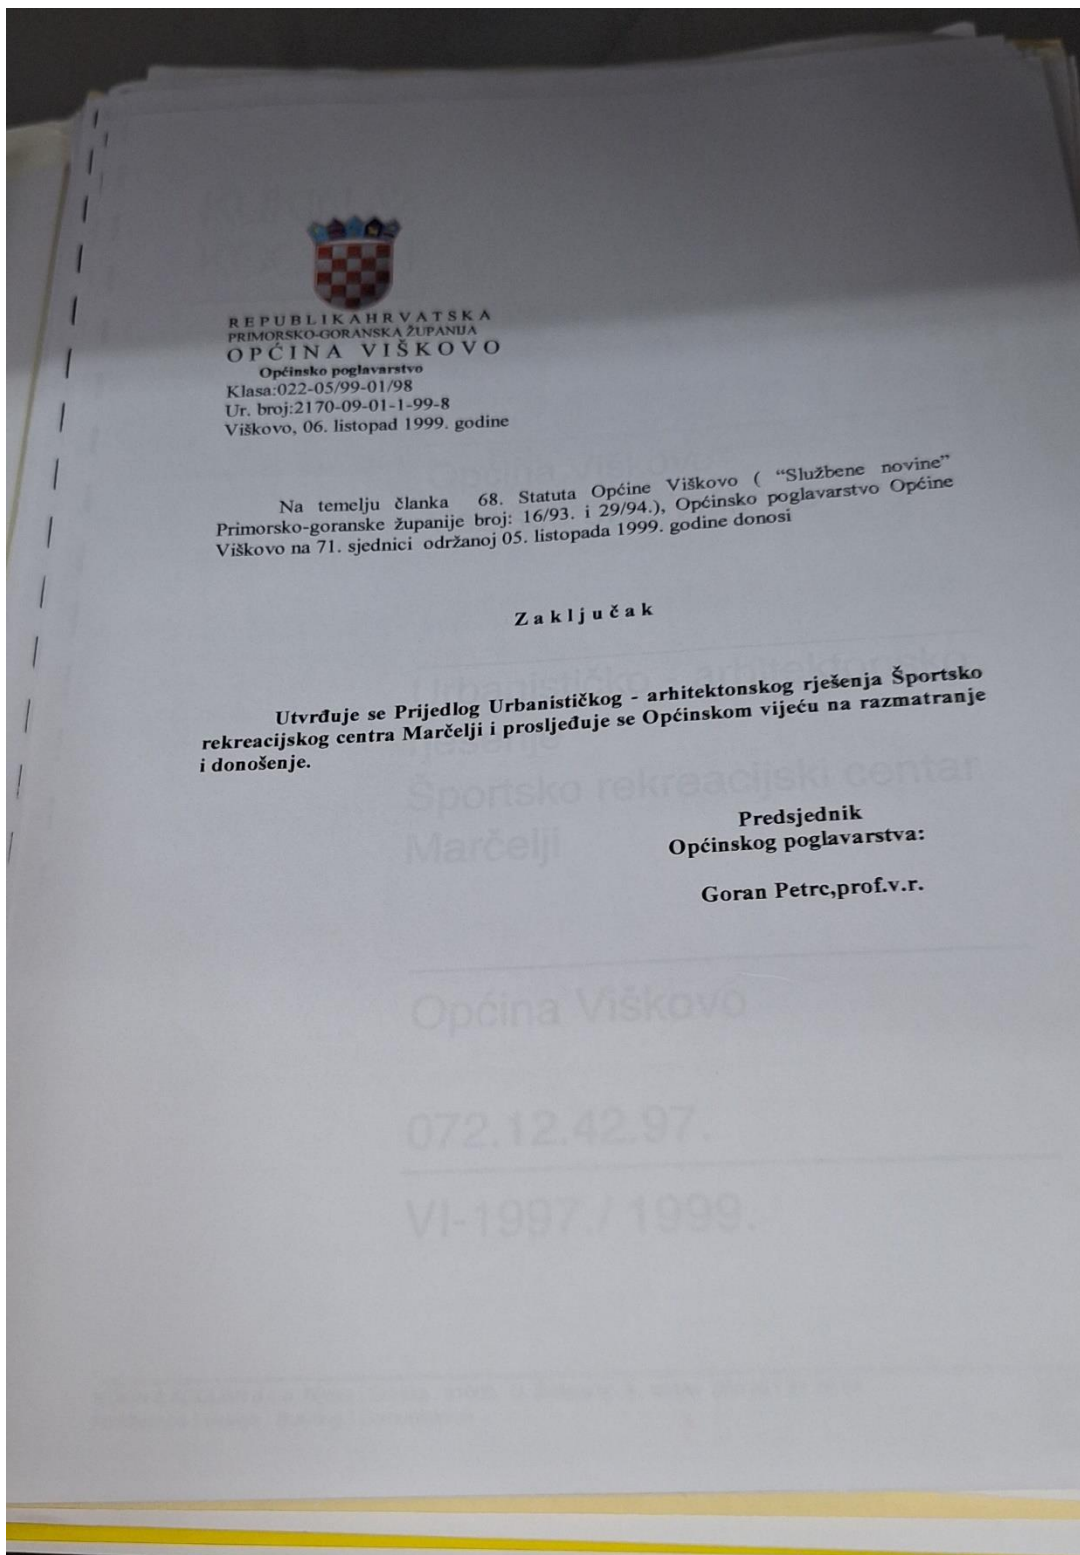 REPUBLIKAHRVATSKA
PRIMORSKO-GORANSKA ŽUPANIJA
OPĆINA VIŠKOVO
Općinsko poglavarstvo
Klasa:022-05/99-01/98
Ur. broj:2170-09-01-1-99-8
Viškovo, 06. listopad 1999. godine
Na temelju članka 68. Statuta Općine Viškovo ( “Službene novine”
Primorsko-goranske županije broj: 16/93. i 29/94.), Općinsko poglavarstvo Općine
Viškovo na 71. sjednici održanoj 05. listopada 1999. godine donosi
Zaključak
Utvrđuje se Prijedlog Urbanističkog - arhitektonskog rješenja Športsko
rekreacijskog centra Marčelji i prosljeđuje se Općinskom vijeću na razmatranje
i donošenje.
Predsjednik
Općinskog poglavarstva:
Goran Petrc,prof.v.r.
Općina Viškovo
Urbanističko - arhitektonsko
rješenje
Športsko rekreacijski centar
Marčelji
Općina Viškovo
072.12.42.97.
VI-1997./ 1999.